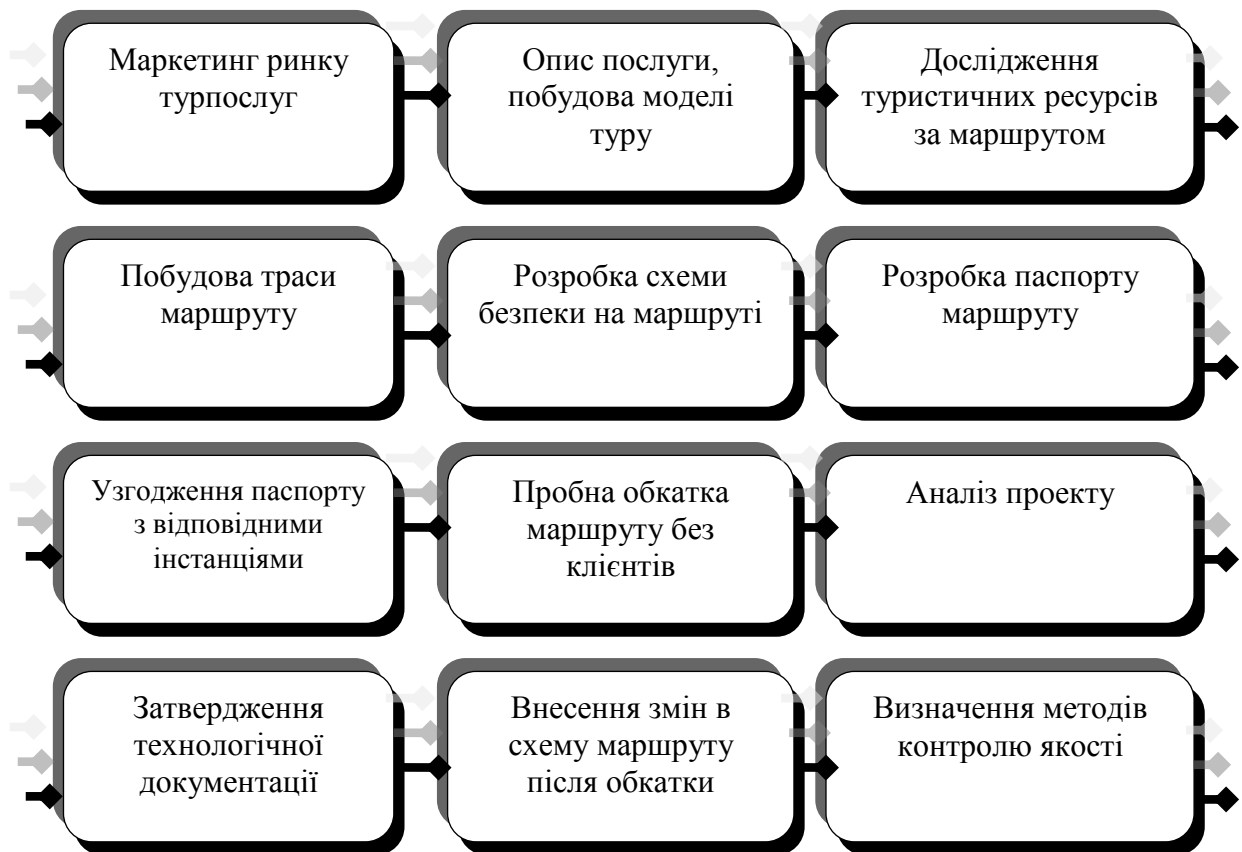 Маркетинг ринку
турпослуг
Опис послуги,
побудова моделі
туру
Дослідження
туристичних ресурсів
за маршрутом
Побудова траси
маршруту
Розробка схеми
безпеки на маршруті
Розробка паспорту
маршруту
Узгодження паспорту
з відповідними
інстанціями
Пробна обкатка
маршруту без
клієнтів
Аналіз проекту
Затвердження
технологічної
документації
Внесення змін в
схему маршруту
після обкатки
Визначення методів
контролю якості